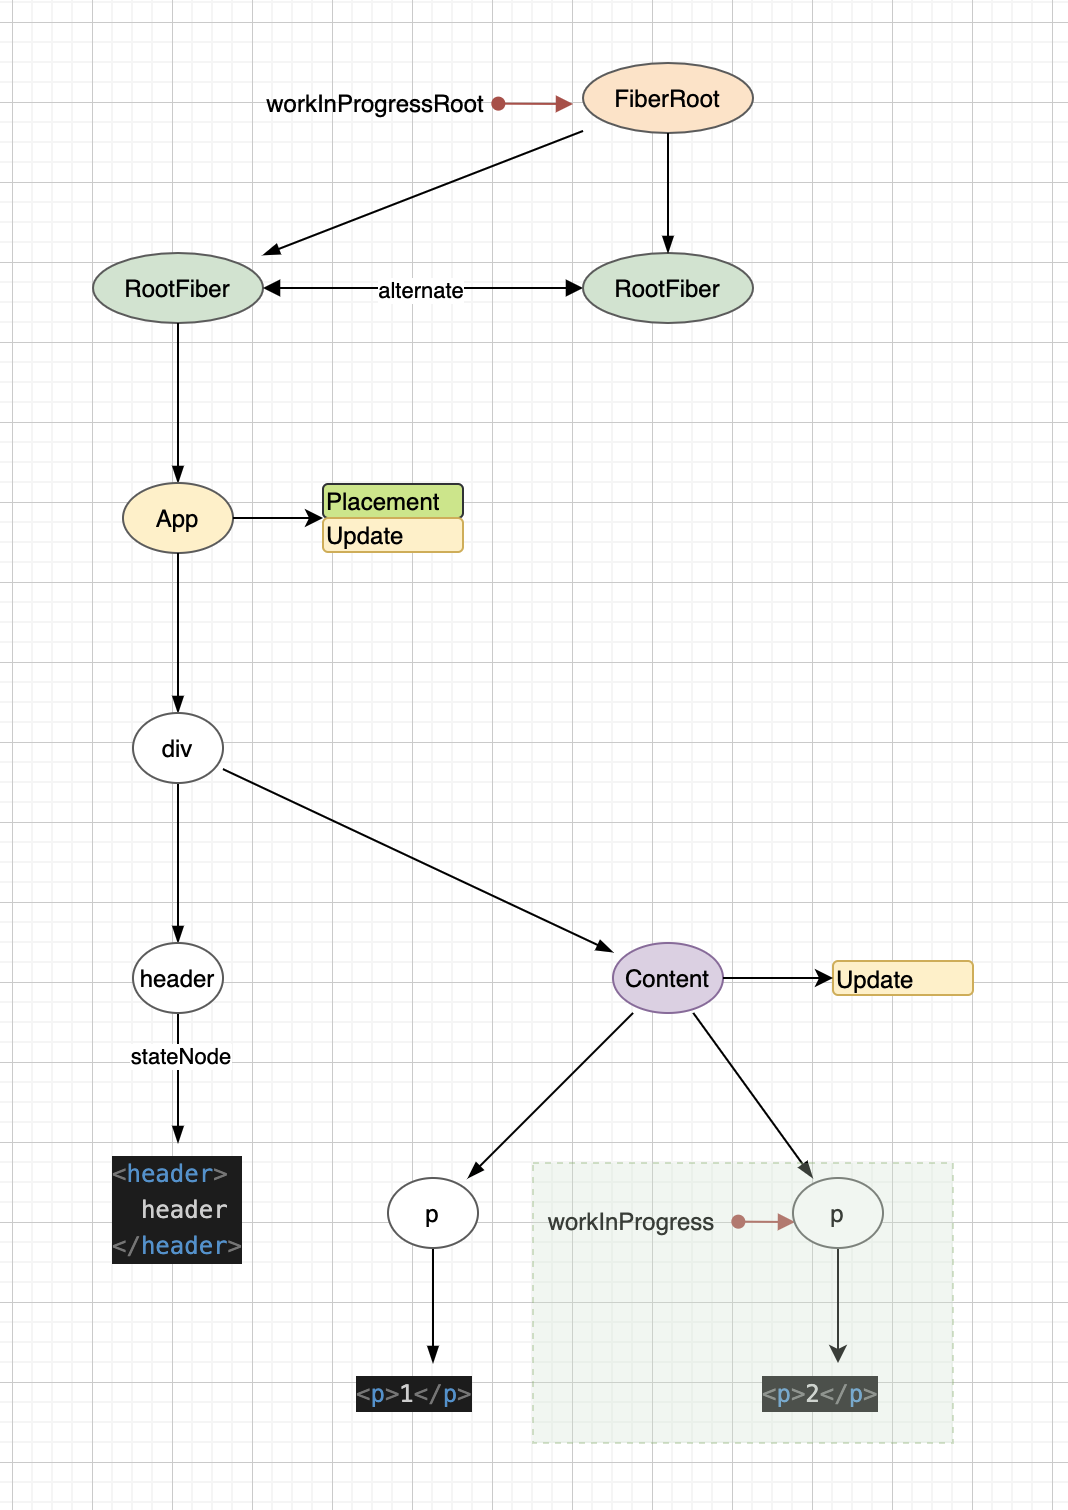 FiberRoot
workInProgressRoot
RootFiber
alternate
RootFiber
App
Placement
Update
div
header
Content
Update
stateNode
<header>
header
</header>
p
workInProgress
p
<p>1</p>
<p>2</p>